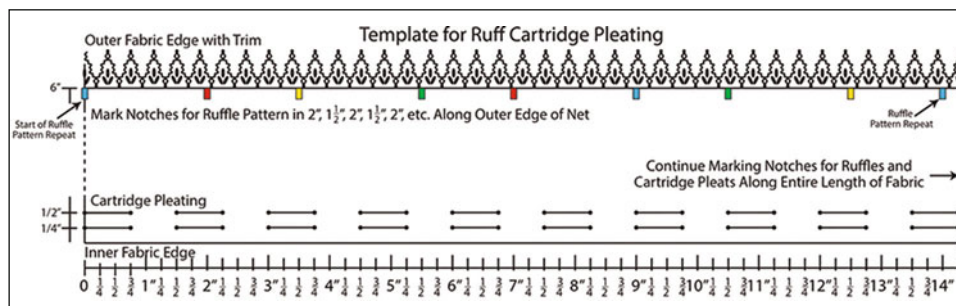 Template for Ruff Cartridge Pleating
Outer Fabric Edge with Trim
6"
Start of Ruffle
Pattern Repeat
Mark Notches for Ruffle Pattern in 2", 1 1/2", 2", 1 1/2", 2", etc. Along Outer Edge of Net
Ruffle
Pattern Repeat
Continue Marking Notches for Ruffles and
Cartridge Pleats Along Entire Length of Fabric
Cartridge Pleating
1/2"
1/4"
Inner Fabric Edge
0 1/4 1/2 3/4 1" 1/4 1/2 3/4 2" 1/4 1/2 3/4 3" 1/4 1/2 3/4 4" 1/4 1/2 3/4 5" 1/4 1/2 3/4 6" 1/4 1/2 3/4 7" 1/4 1/2 3/4 8" 1/4 1/2 3/4 9" 1/4 1/2 3/4 10" 1/4 1/2 3/4 11" 1/4 1/2 3/4 12" 1/4 1/2 3/4 13" 1/4 1/2 3/4 14"